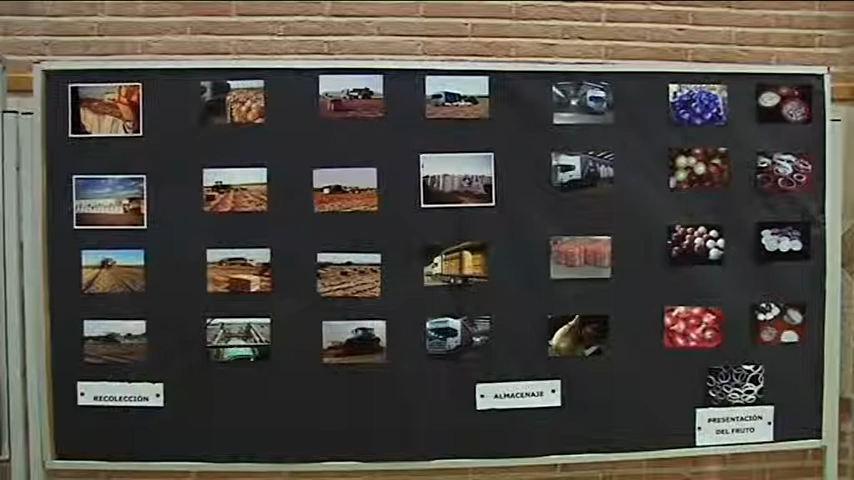 RECOLECCIÓN
ALMACENAJE
PRESENTACIÓN
DEL FRUTO